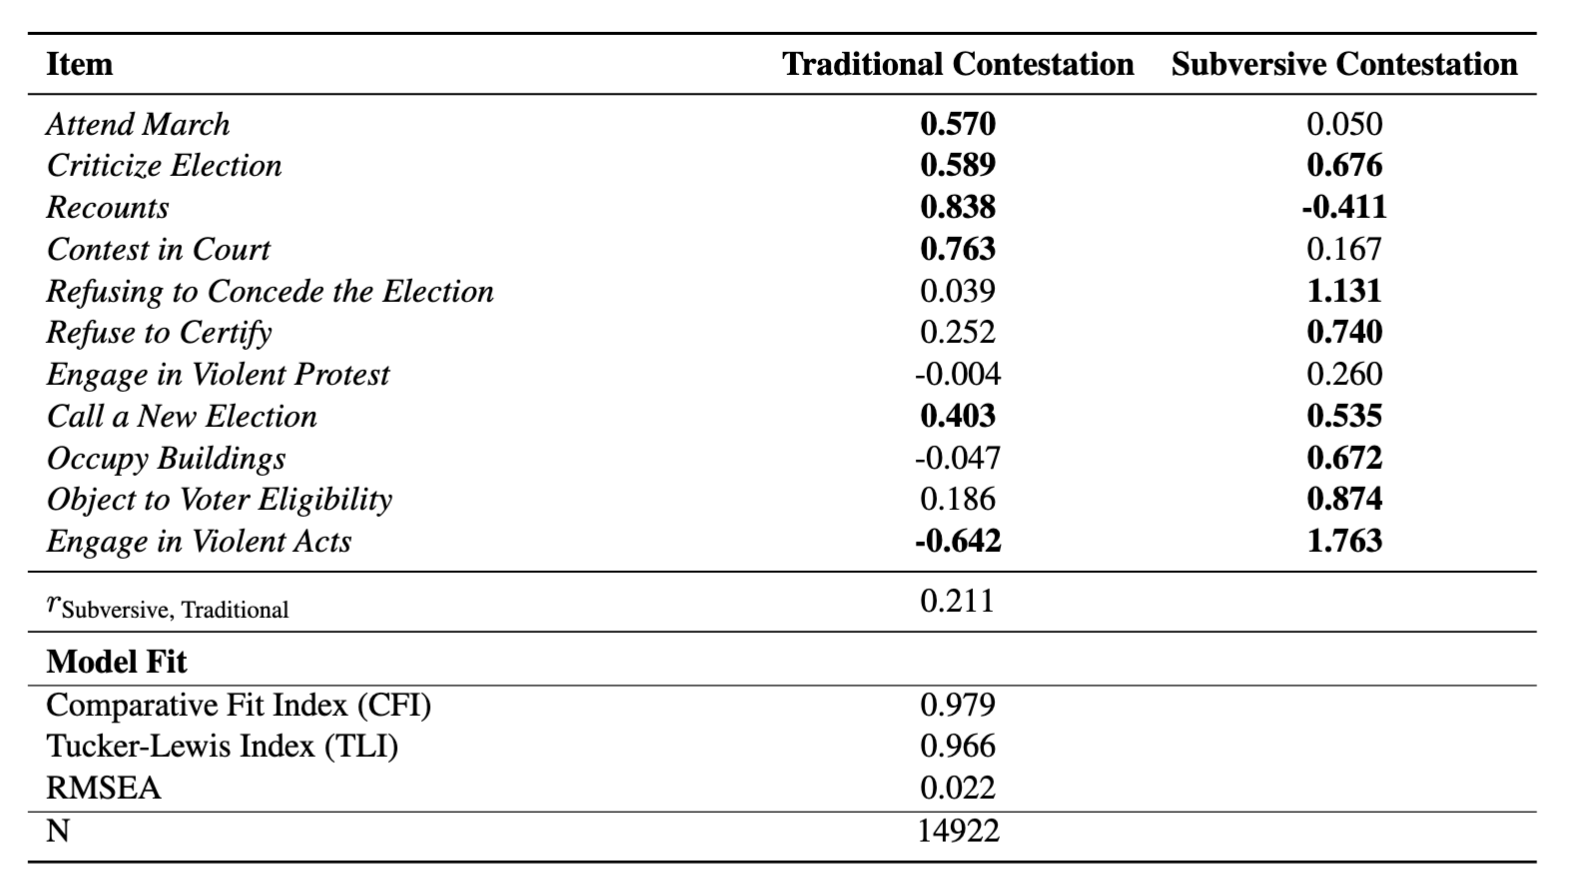 Item Traditional Contestation Subversive Contestation
Attend March 0.570 0.050
Criticize Election 0.589 0.676
Recounts 0.838 -0.411
Contest in Court 0.763 0.167
Refusing to Concede the Election 0.039 1.131
Refuse to Certify 0.252 0.740
Engage in Violent Protest -0.004 0.260
Call a New Election 0.403 0.535
Occupy Buildings -0.047 0.672
Object to Voter Eligibility 0.186 0.874
Engage in Violent Acts -0.642 1.763
r Subversive, Traditional 0.211
Model Fit
Comparative Fit Index (CFI) 0.979
Tucker-Lewis Index (TLI) 0.966
RMSEA 0.022
N 14922